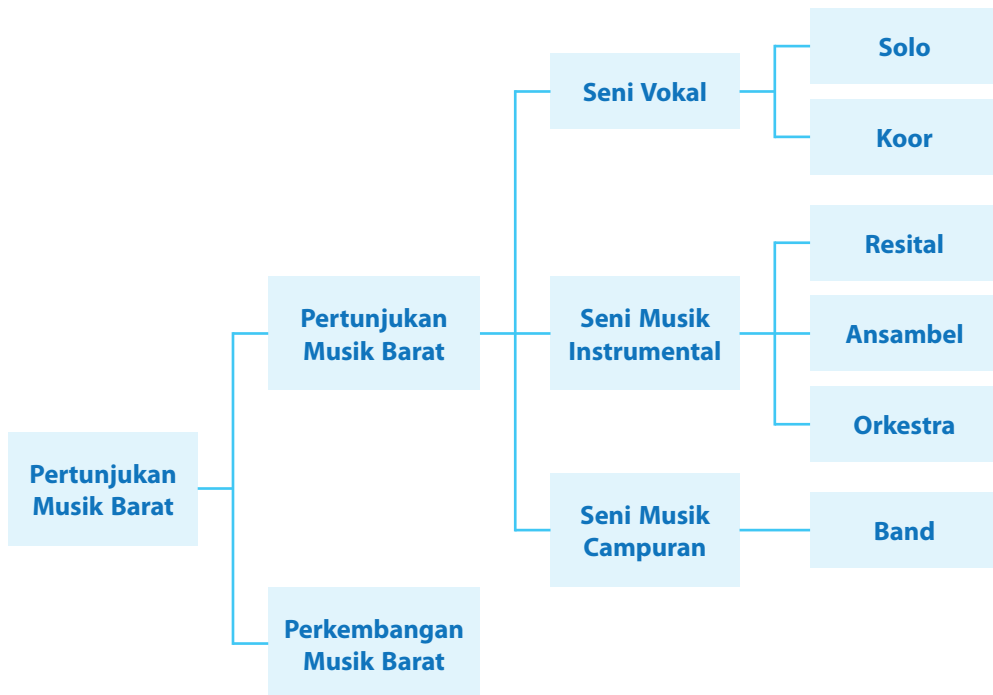 Pertunjukan
Musik Barat
Pertunjukan
Musik Barat
Perkembangan
Musik Barat
Seni Vokal
Seni Musik
Instrumental
Seni Musik
Campuran
Solo
Koor
Resital
Ansambel
Orkestra
Band